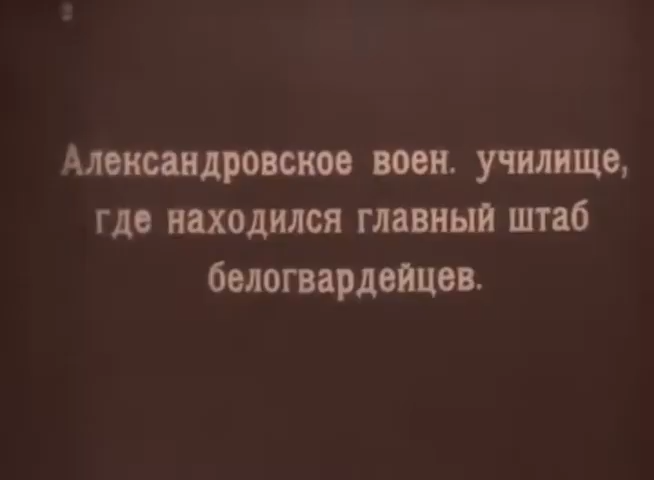 Александровское воен. училище,
где находился главный штаб
белогвардейцев.